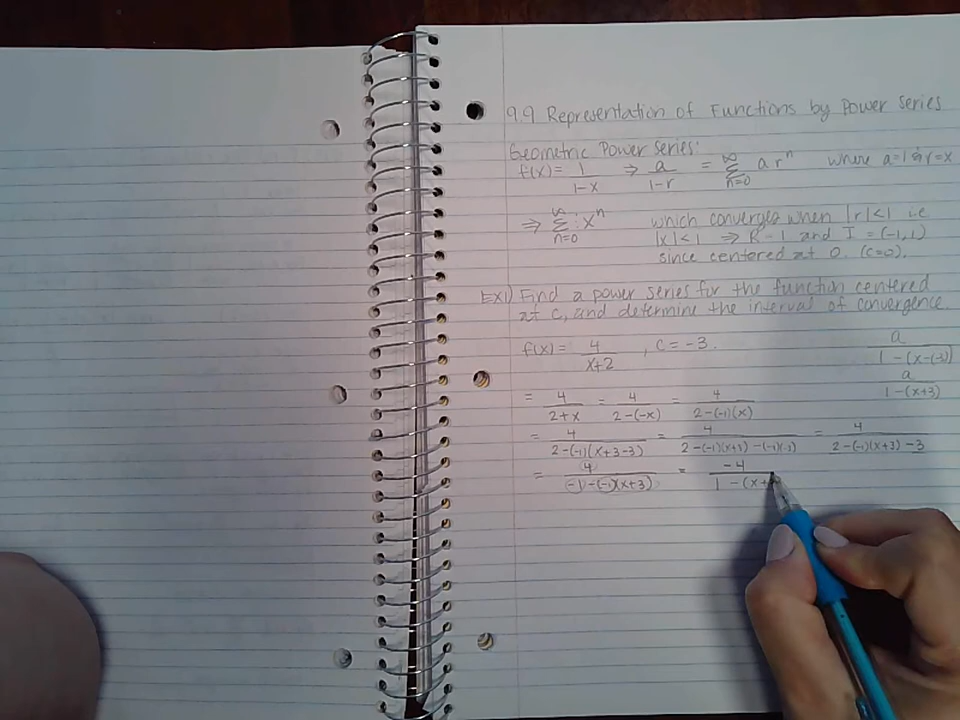 9.9 Representation of Functions by Power Series
Geometric Power Series:
f(x) = 1/(1-x) ⇒ a/(1-r) = ∞ Σ n=0 a r^n where a=1 & r=x
⇒ ∞ Σ n=0 x^n which converges when |r|<1 i.e
|x|<1 ⇒ R=1 and I = (-1,1)
since centered at 0. (c=0).
EX1) Find a power series for the function centered
at c, and determine the interval of convergence
f(x) = 4/(x+2), c = -3. a/(1-(x-(-3)))
a/(1-(x+3))
= 4/(2+x) = 4/(2-(-x)) = 4/(2-(-1)(x))
= 4/(2-(-1)(x+3-3)) = 4/(2-(-1)(x+3)-(-1)(-3)) = 4/(2-(-1)(x+3)-3)
= 4/(-1-(-1)(x+3)) = -4/(1-(x+